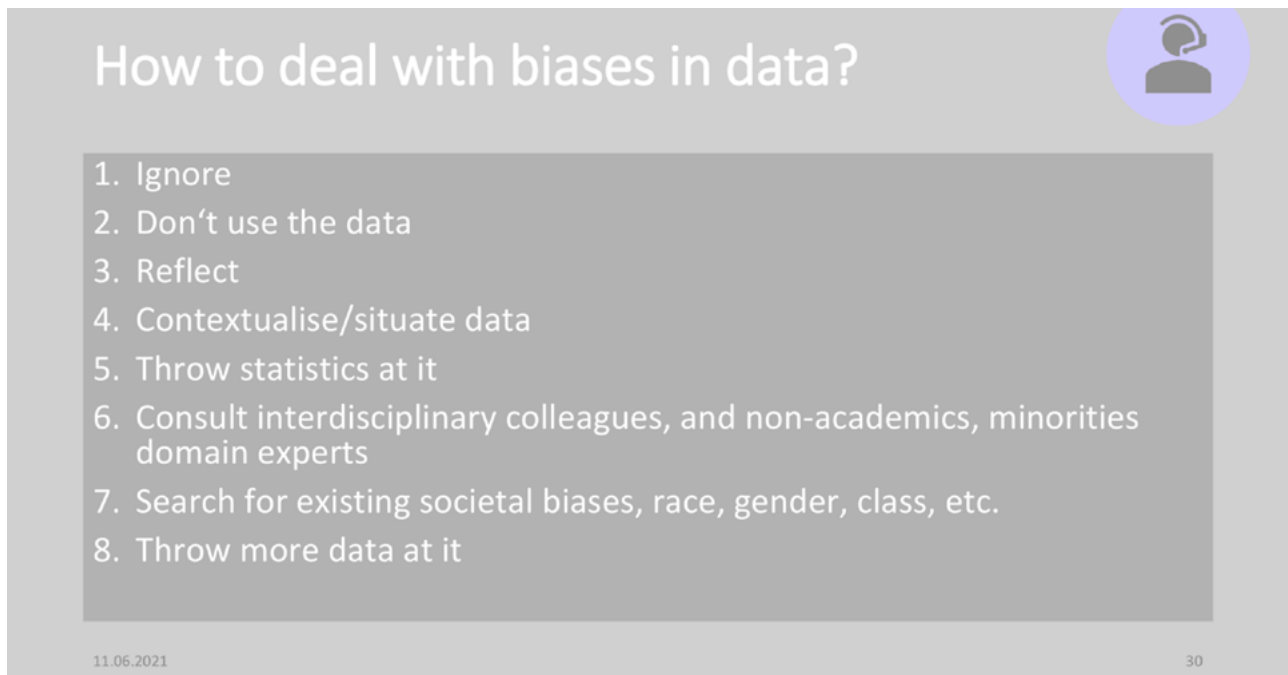 How to deal with biases in data?
1. Ignore
2. Don‘t use the data
3. Reflect
4. Contextualise/situate data
5. Throw statistics at it
6. Consult interdisciplinary colleagues, and non-academics, minorities
domain experts
7. Search for existing societal biases, race, gender, class, etc.
8. Throw more data at it
11.06.2021
30